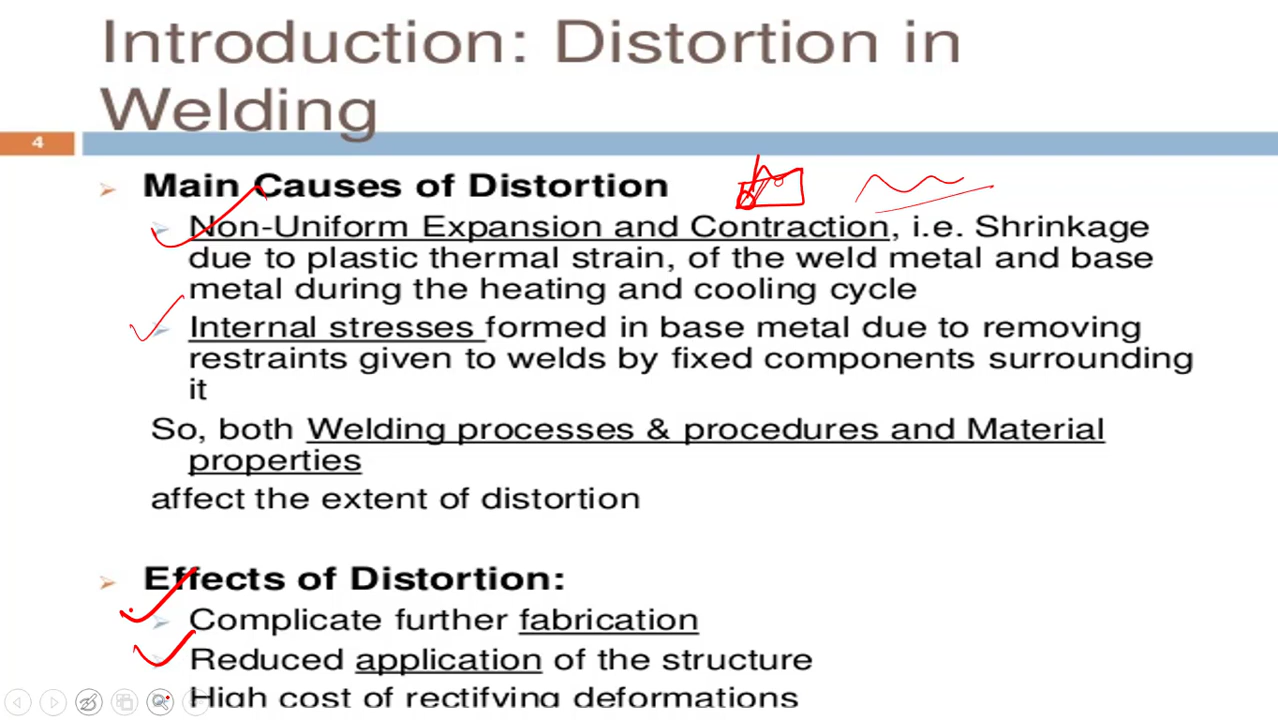 Introduction: Distortion in
Welding
4
Main Causes of Distortion
Non-Uniform Expansion and Contraction, i.e. Shrinkage
due to plastic thermal strain, of the weld metal and base
metal during the heating and cooling cycle
Internal stresses formed in base metal due to removing
restraints given to welds by fixed components surrounding
it
So, both Welding processes & procedures and Material
properties
affect the extent of distortion
Effects of Distortion:
Complicate further fabrication
Reduced application of the structure
High cost of rectifying deformations